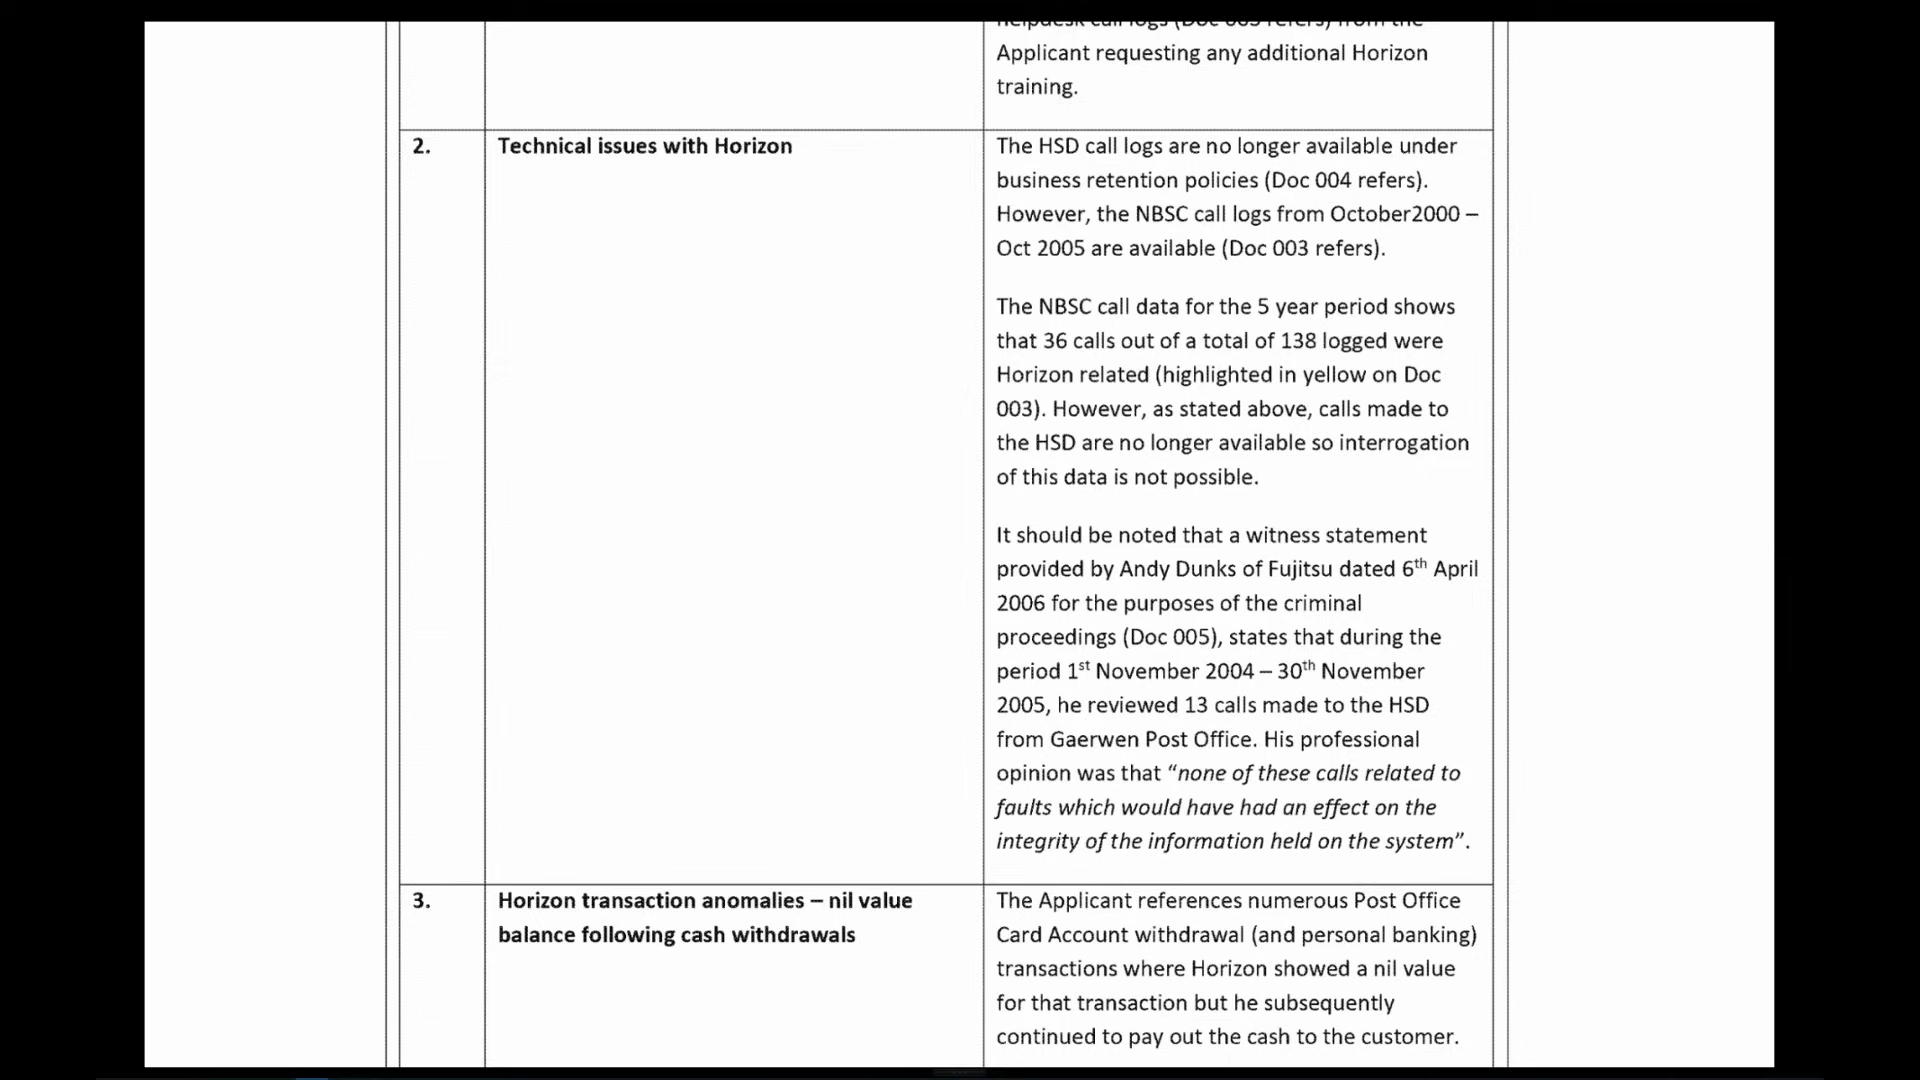 Applicant requesting any additional Horizon
training.
2.
Technical issues with Horizon
The HSD call logs are no longer available under
business retention policies (Doc 004 refers).
However, the NBSC call logs from October2000 –
Oct 2005 are available (Doc 003 refers).
The NBSC call data for the 5 year period shows
that 36 calls out of a total of 138 logged were
Horizon related (highlighted in yellow on Doc
003). However, as stated above, calls made to
the HSD are no longer available so interrogation
of this data is not possible.
It should be noted that a witness statement
provided by Andy Dunks of Fujitsu dated 6th April
2006 for the purposes of the criminal
proceedings (Doc 005), states that during the
period 1st November 2004 – 30th November
2005, he reviewed 13 calls made to the HSD
from Gaerwen Post Office. His professional
opinion was that “none of these calls related to
faults which would have had an effect on the
integrity of the information held on the system”.
3.
Horizon transaction anomalies – nil value
balance following cash withdrawals
The Applicant references numerous Post Office
Card Account withdrawal (and personal banking)
transactions where Horizon showed a nil value
for that transaction but he subsequently
continued to pay out the cash to the customer.